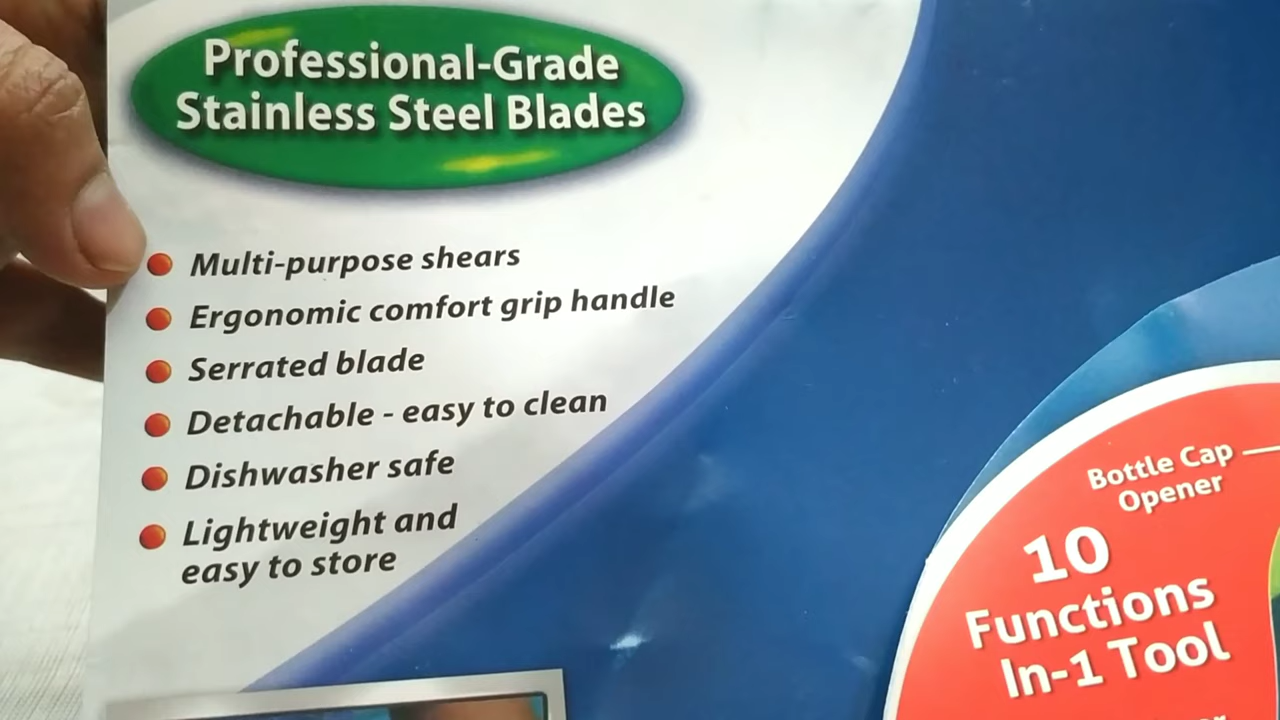 Professional-Grade
Stainless Steel Blades
Multi-purpose shears
Ergonomic comfort grip handle
Serrated blade
Detachable - easy to clean
Dishwasher safe
Lightweight and
easy to store
Bottle Cap
Opener
10
Functions
In-1 Tool